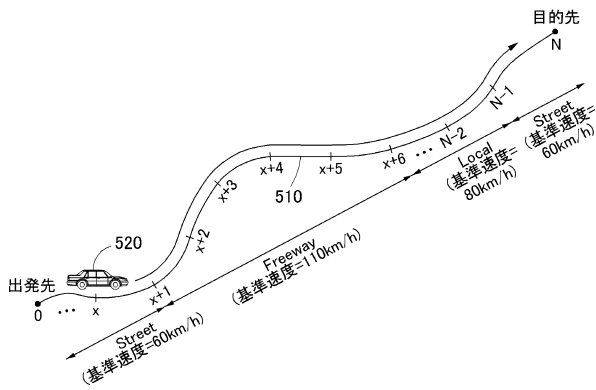 目的先
N
N-1
N-2
…
x+6
x+5
x+4
x+3
x+2
x+1
x
…
0
出発先
510
520
Street
(基準速度=60km/h)
Freeway
(基準速度=110km/h)
Local
(基準速度=
80km/h)
Street
(基準速度=
60km/h)